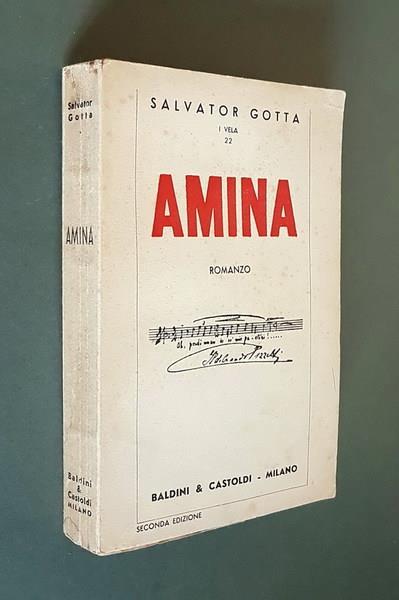 Salvator
Gotta
AMINA
Baldini
&
Castoldi
MILANO
SALVATOR GOTTA
I VELA
22
AMINA
ROMANZO
BALDINI & CASTOLDI - MILANO
SECONDA EDIZIONE